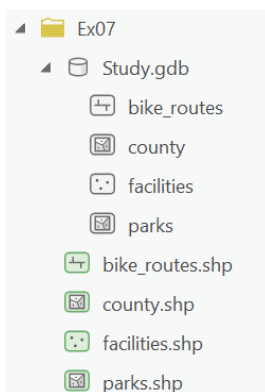 Ex07
Study.gdb
bike_routes
county
facilities
parks
bike_routes.shp
county.shp
facilities.shp
parks.shp